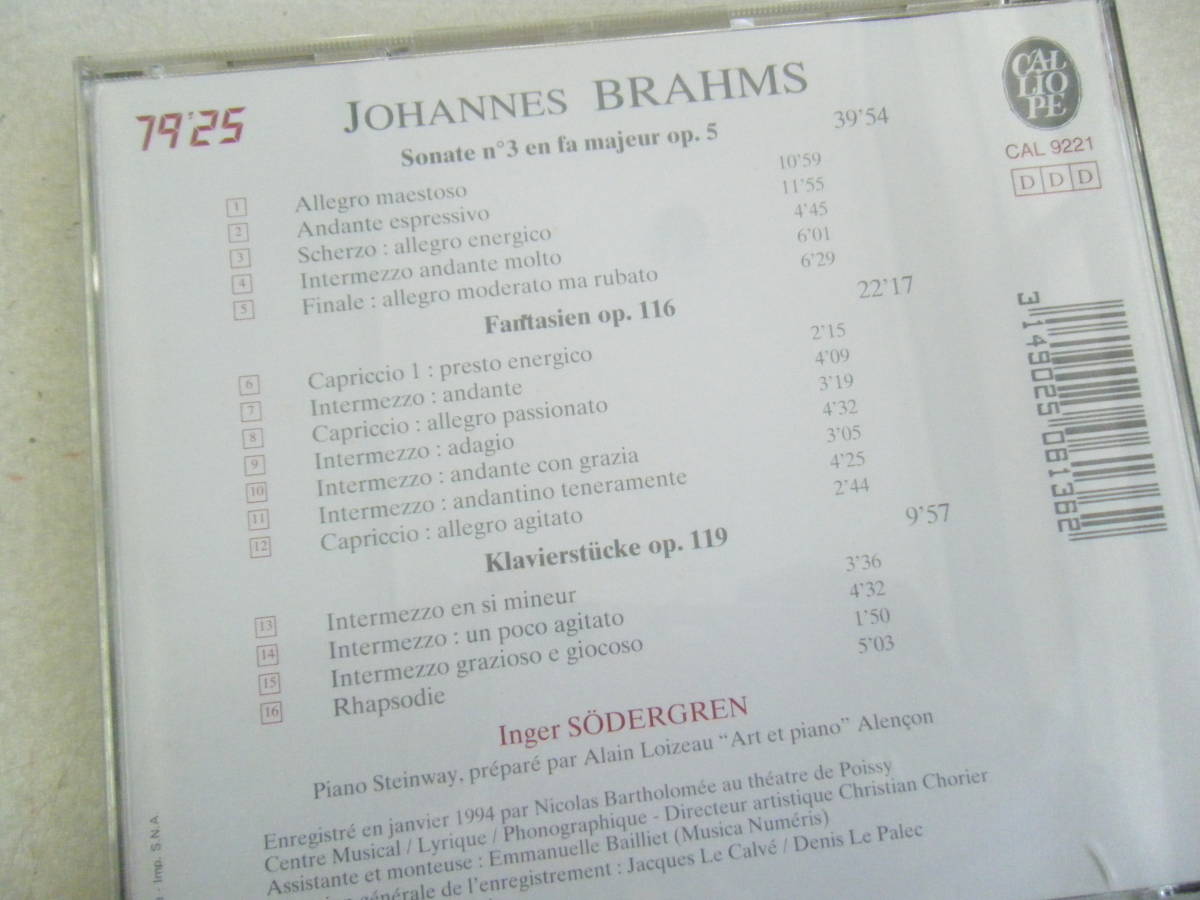 79'25
JOHANNES BRAHMS
CALLIOPE
CAL 9221
DDD
Sonate n°3 en fa majeur op. 5 39'54
1 Allegro maestoso 10'59
2 Andante espressivo 11'55
3 Scherzo : allegro energico 4'45
4 Intermezzo andante molto 6'01
5 Finale : allegro moderato ma rubato 6'29
Fantasien op. 116 22'17
6 Capriccio 1 : presto energico 2'15
7 Intermezzo : andante 4'09
8 Capriccio : allegro passionato 3'19
9 Intermezzo : adagio 4'32
10 Intermezzo : andante con grazia 3'05
11 Intermezzo : andantino teneramente 4'25
12 Capriccio : allegro agitato 2'44
Klavierstücke op. 119 9'57
13 Intermezzo en si mineur 3'36
14 Intermezzo : un poco agitato 4'32
15 Intermezzo grazioso e giocoso 1'50
16 Rhapsodie 5'03
3 149025 081362
Inger SÖDERGREN
Piano Steinway, préparé par Alain Loizeau "Art et piano" Alençon
Enregistré en janvier 1994 par Nicolas Bartholomée au théatre de Poissy
Centre Musical / Lyrique / Phonographique - Directeur artistique Christian Chorier
Assistante et monteuse : Emmanuelle Bailliet (Musica Numéris)
générale de l'enregistrement : Jacques Le Calvé / Denis Le Palec
- Imp. S.N.A.